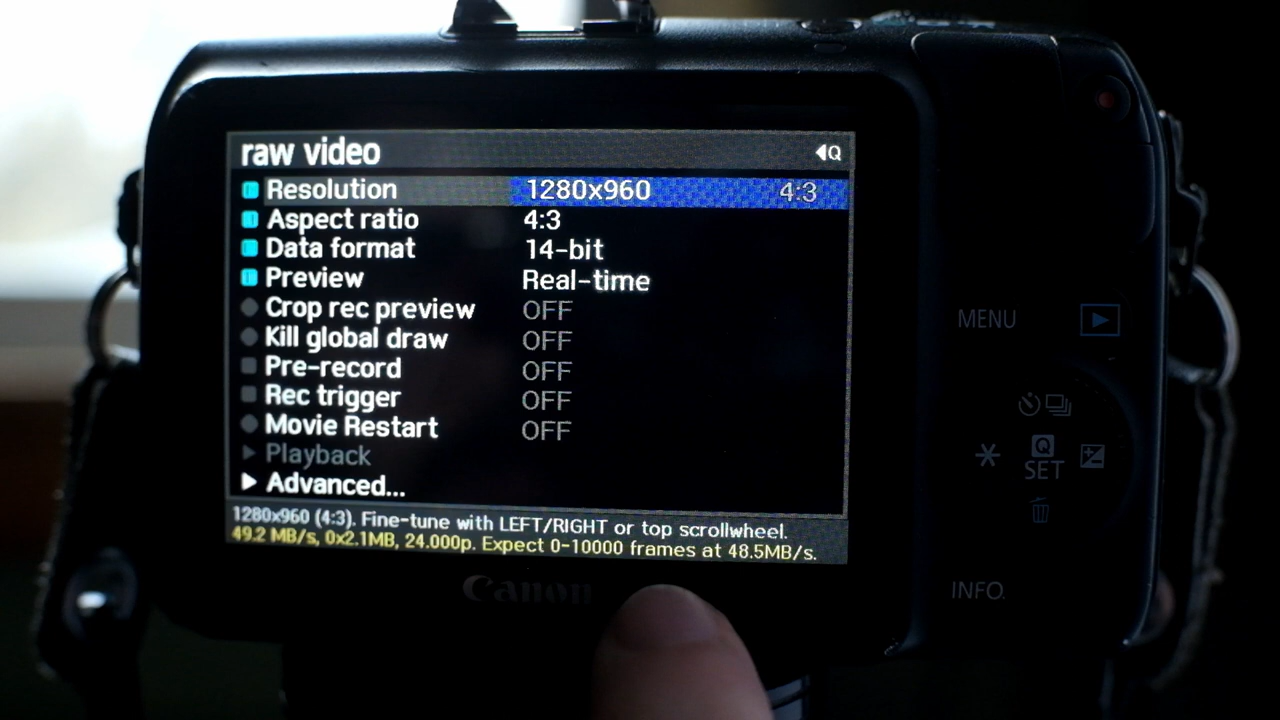 raw video Q
Resolution 1280x960 4:3
Aspect ratio 4:3
Data format 14-bit
Preview Real-time
Crop rec preview OFF
Kill global draw OFF
Pre-record OFF
Rec trigger OFF
Movie Restart OFF
Playback
Advanced...
1280x960 (4:3). Fine-tune with LEFT/RIGHT or top scrollwheel.
49.2 MB/s, 0x2.1MB, 24.000p. Expect 0-10000 frames at 48.5MB/s.
Canon
MENU
Q
SET
INFO.